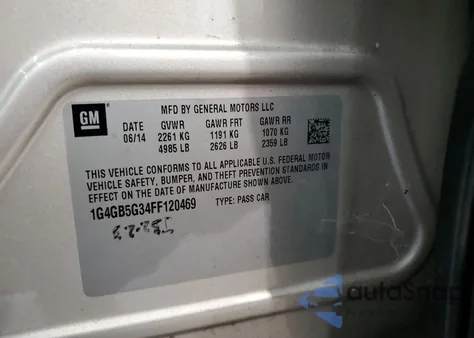 GM
MFD BY GENERAL MOTORS LLC
DATE GVWR GAWR FRT GAWR RR
06/14 2261 KG 1191 KG 1070 KG
4985 LB 2626 LB 2359 LB
THIS VEHICLE CONFORMS TO ALL APPLICABLE U.S. FEDERAL MOTOR
VEHICLE SAFETY, BUMPER, AND THEFT PREVENTION STANDARDS
IN EFFECT ON THE DATE OF MANUFACTURE SHOWN ABOVE.
1G4GB5G34FF120469 TYPE: PASS CAR
autoSnap